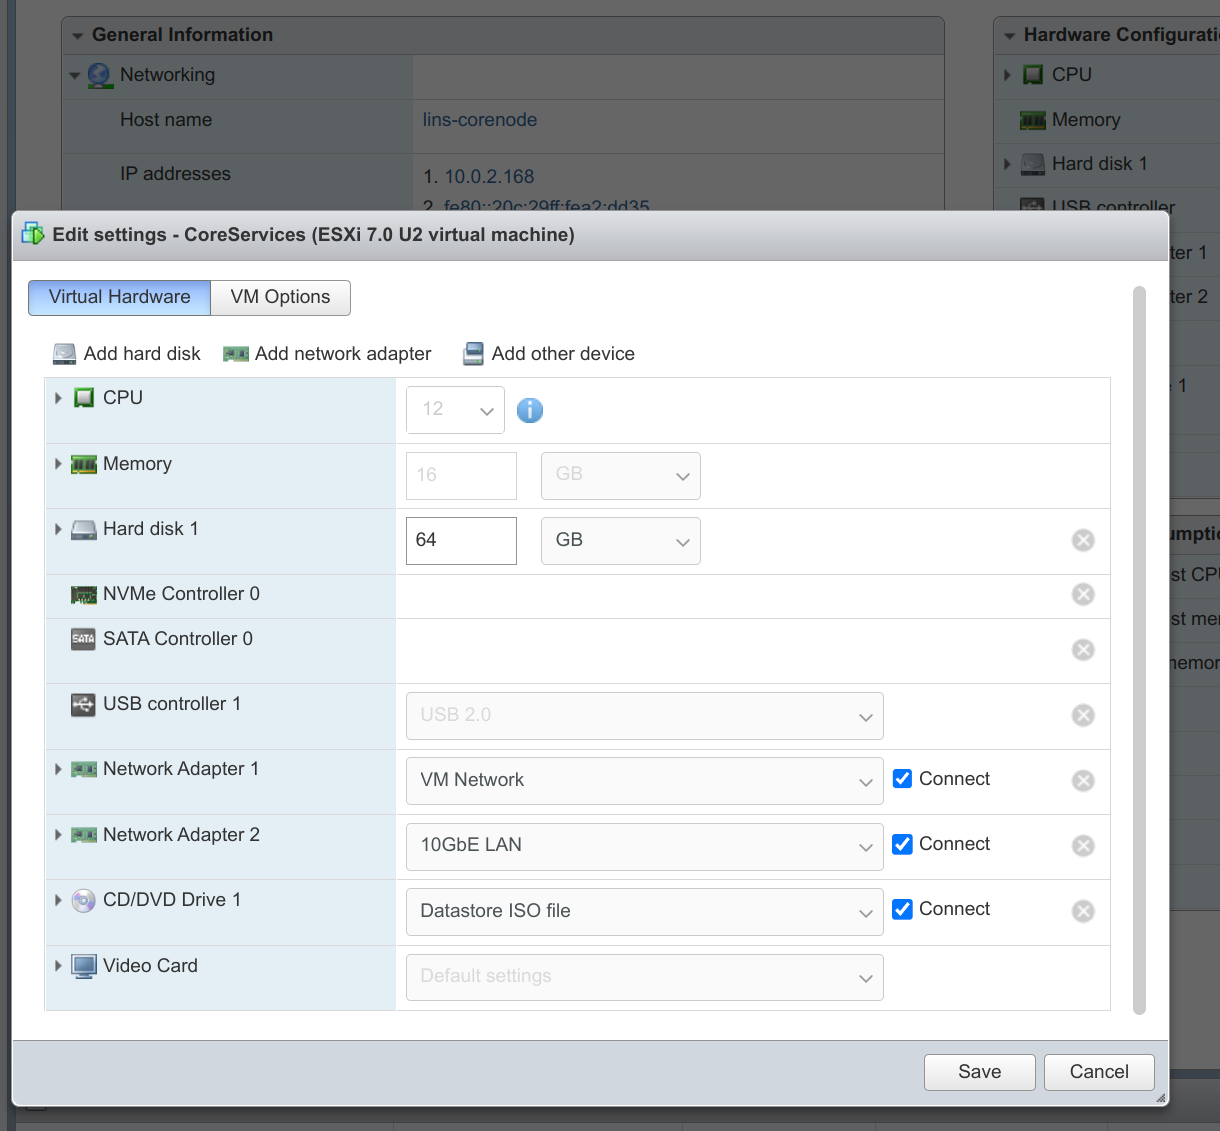 General Information
Networking
Host name
lins-corenode
IP addresses
1. 10.0.2.168
2. fe80::20c:29ff:fea2:dd35
Hardware Configurati
CPU
Memory
Hard disk 1
USB controller
ter 1
ter 2
1
umptio
st CPU
st mem
memor
Edit settings - CoreServices (ESXi 7.0 U2 virtual machine)
Virtual Hardware
VM Options
Add hard disk
Add network adapter
Add other device
CPU
12
Memory
16
GB
Hard disk 1
64
GB
NVMe Controller 0
SATA
SATA Controller 0
USB controller 1
USB 2.0
Network Adapter 1
VM Network
Connect
Network Adapter 2
10GbE LAN
Connect
CD/DVD Drive 1
Datastore ISO file
Connect
Video Card
Default settings
Save
Cancel